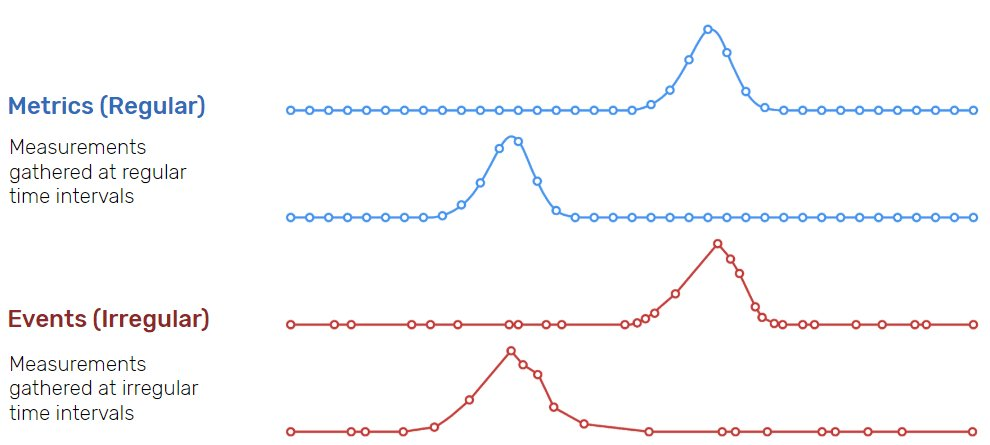 Metrics (Regular)
Measurements
gathered at regular
time intervals
Events (Irregular)
Measurements
gathered at irregular
time intervals